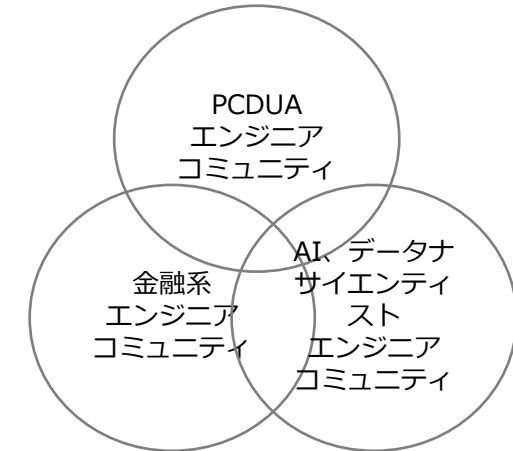 PCDUA
エンジニア
コミュニティ
金融系
エンジニア
コミュニティ
AI、データナ
サイエンティ
スト
エンジニア
コミュニティ